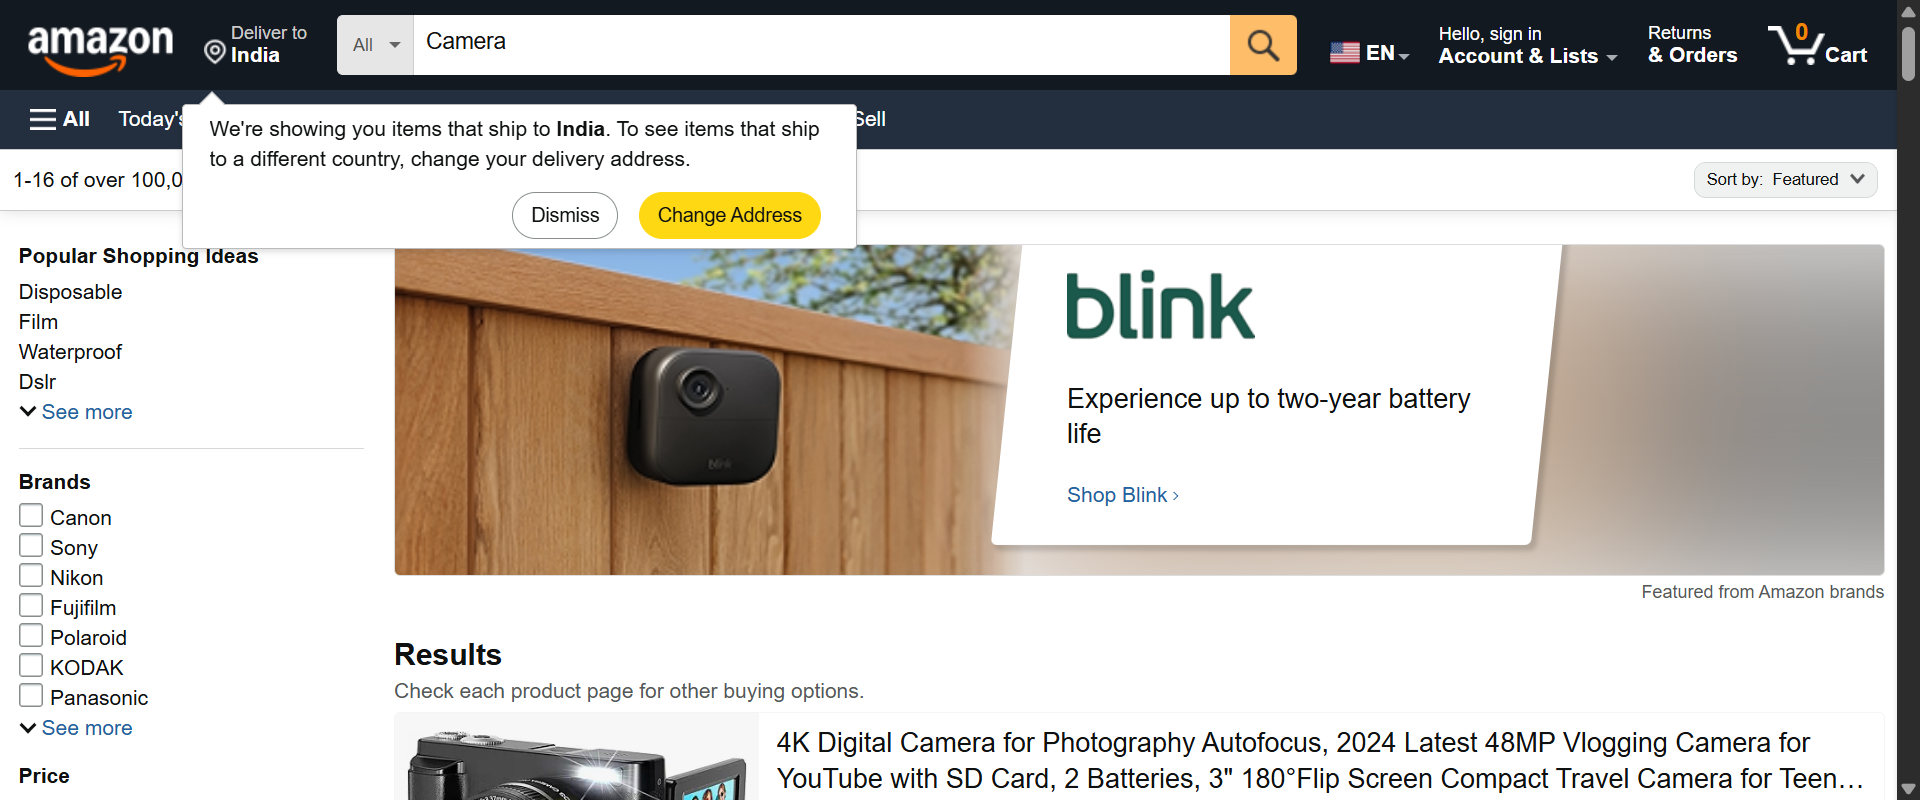 amazon
Deliver to
India
All
Camera
EN
Hello, sign in
Account & Lists
Returns
& Orders
0
Cart
All
Today's
Sell
We're showing you items that ship to India. To see items that ship
to a different country, change your delivery address.
Dismiss
Change Address
1-16 of over 100,0
Sort by: Featured
Popular Shopping Ideas
Disposable
Film
Waterproof
Dslr
See more
Brands
Canon
Sony
Nikon
Fujifilm
Polaroid
KODAK
Panasonic
See more
Price
blink
blink
Experience up to two-year battery
life
Shop Blink ›
Featured from Amazon brands
Results
Check each product page for other buying options.
4K Digital Camera for Photography Autofocus, 2024 Latest 48MP Vlogging Camera for
YouTube with SD Card, 2 Batteries, 3" 180°Flip Screen Compact Travel Camera for Teen…